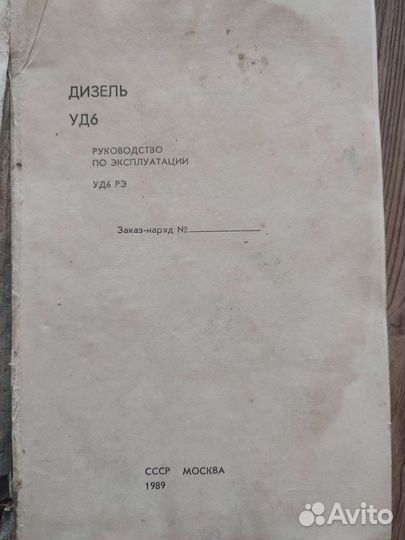 ДИЗЕЛЬ
УД6
РУКОВОДСТВО
ПО ЭКСПЛУАТАЦИИ
УД6 РЭ
Заказ-наряд №
СССР МОСКВА
1989
Avito